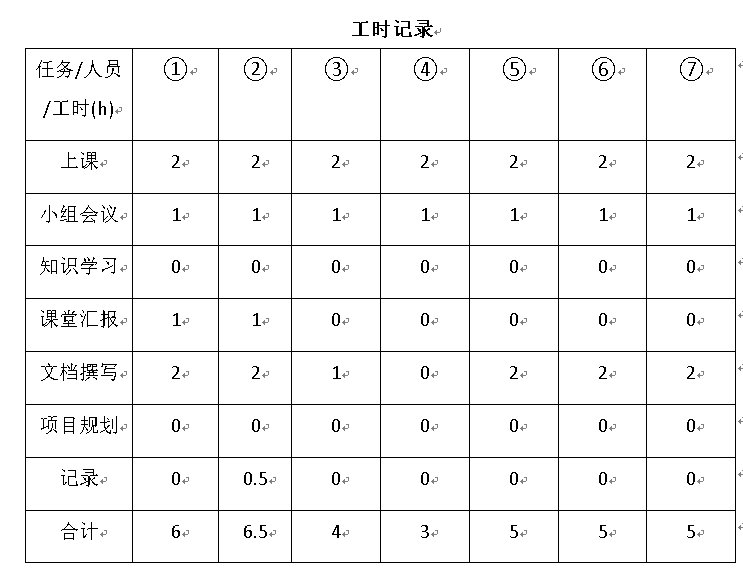 工时记录
任务/人员 ① ② ③ ④ ⑤ ⑥ ⑦
/工时(h)
上课 2 2 2 2 2 2 2
小组会议 1 1 1 1 1 1 1
知识学习 0 0 0 0 0 0 0
课堂汇报 1 1 0 0 0 0 0
文档撰写 2 2 1 0 2 2 2
项目规划 0 0 0 0 0 0 0
记录 0 0.5 0 0 0 0 0
合计 6 6.5 4 3 5 5 5